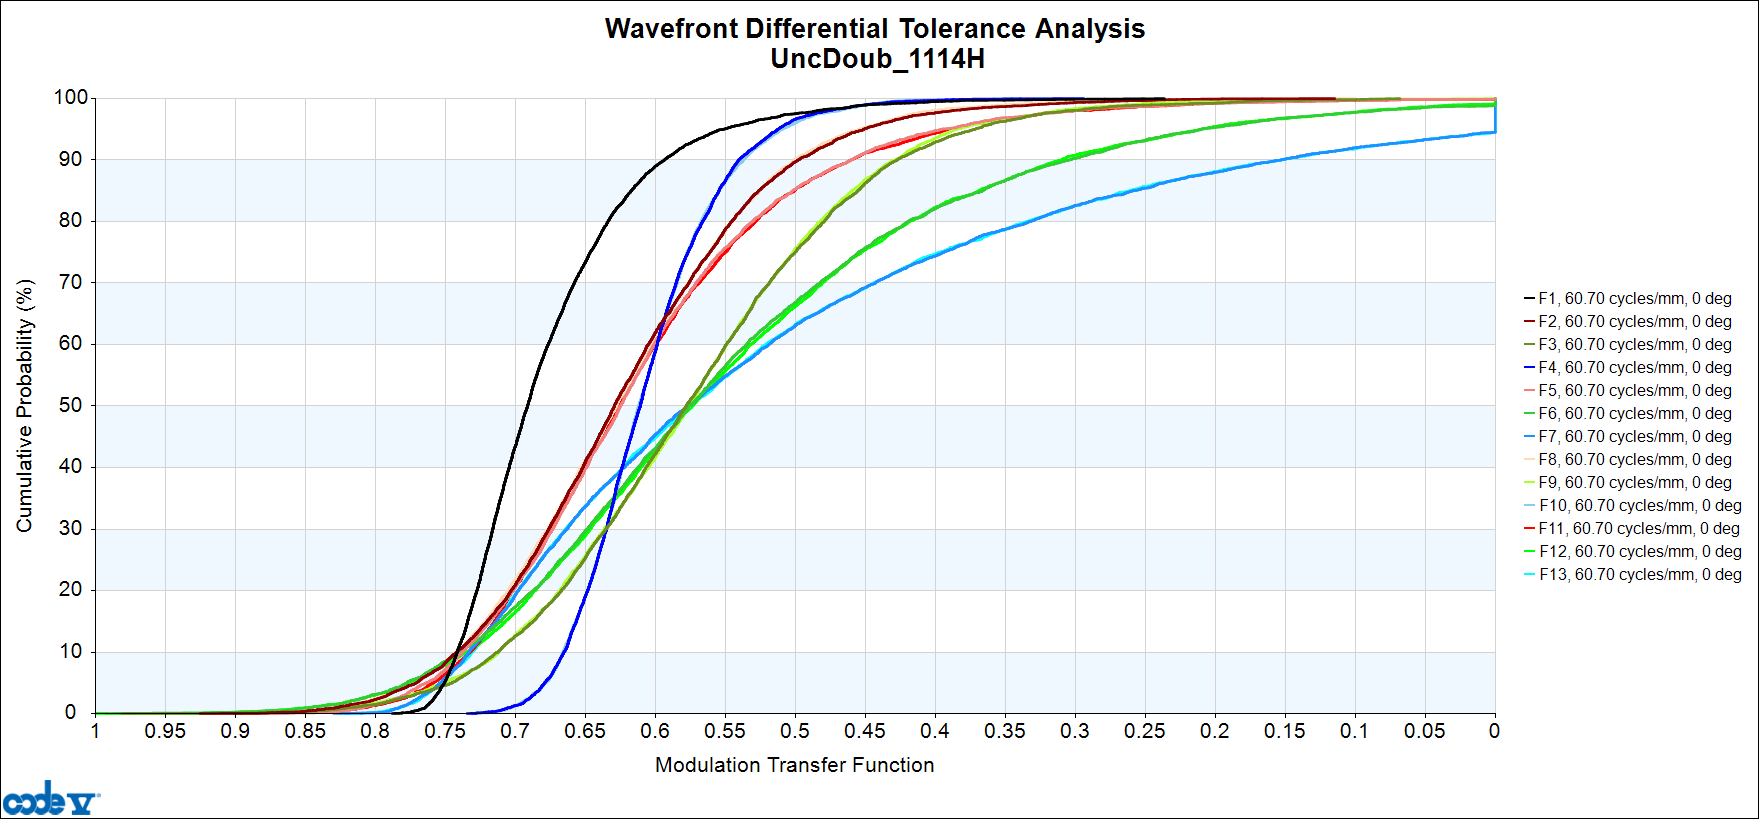 Wavefront Differential Tolerance Analysis
UncDoub_1114H
Cumulative Probability (%)
100
90
80
70
60
50
40
30
20
10
0
1 0.95 0.9 0.85 0.8 0.75 0.7 0.65 0.6 0.55 0.5 0.45 0.4 0.35 0.3 0.25 0.2 0.15 0.1 0.05 0
Modulation Transfer Function
F1, 60.70 cycles/mm, 0 deg
F2, 60.70 cycles/mm, 0 deg
F3, 60.70 cycles/mm, 0 deg
F4, 60.70 cycles/mm, 0 deg
F5, 60.70 cycles/mm, 0 deg
F6, 60.70 cycles/mm, 0 deg
F7, 60.70 cycles/mm, 0 deg
F8, 60.70 cycles/mm, 0 deg
F9, 60.70 cycles/mm, 0 deg
F10, 60.70 cycles/mm, 0 deg
F11, 60.70 cycles/mm, 0 deg
F12, 60.70 cycles/mm, 0 deg
F13, 60.70 cycles/mm, 0 deg
code V